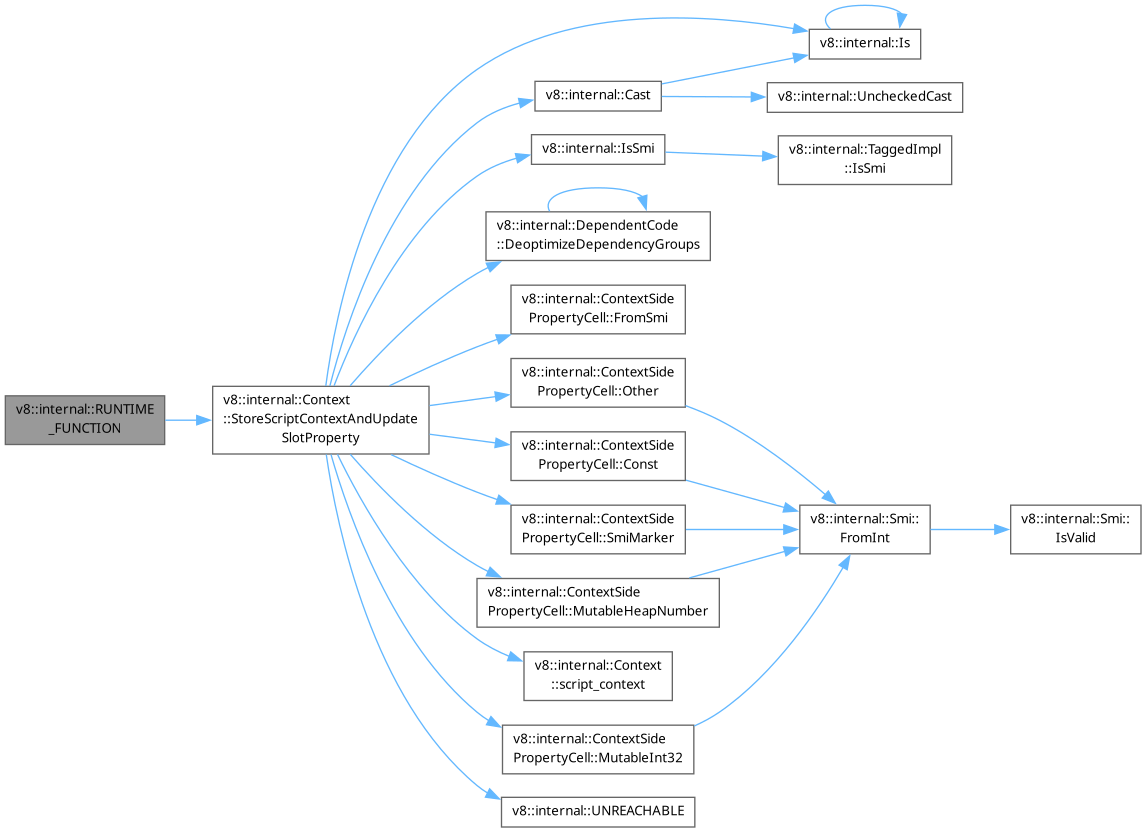 v8::internal::RUNTIME
_FUNCTION
v8::internal::Context
::StoreScriptContextAndUpdate
SlotProperty
v8::internal::Is
v8::internal::Cast
v8::internal::UncheckedCast
v8::internal::IsSmi
v8::internal::TaggedImpl
::IsSmi
v8::internal::DependentCode
::DeoptimizeDependencyGroups
v8::internal::ContextSide
PropertyCell::FromSmi
v8::internal::ContextSide
PropertyCell::Other
v8::internal::ContextSide
PropertyCell::Const
v8::internal::ContextSide
PropertyCell::SmiMarker
v8::internal::Smi::
FromInt
v8::internal::Smi::
IsValid
v8::internal::ContextSide
PropertyCell::MutableHeapNumber
v8::internal::Context
::script_context
v8::internal::ContextSide
PropertyCell::MutableInt32
v8::internal::UNREACHABLE